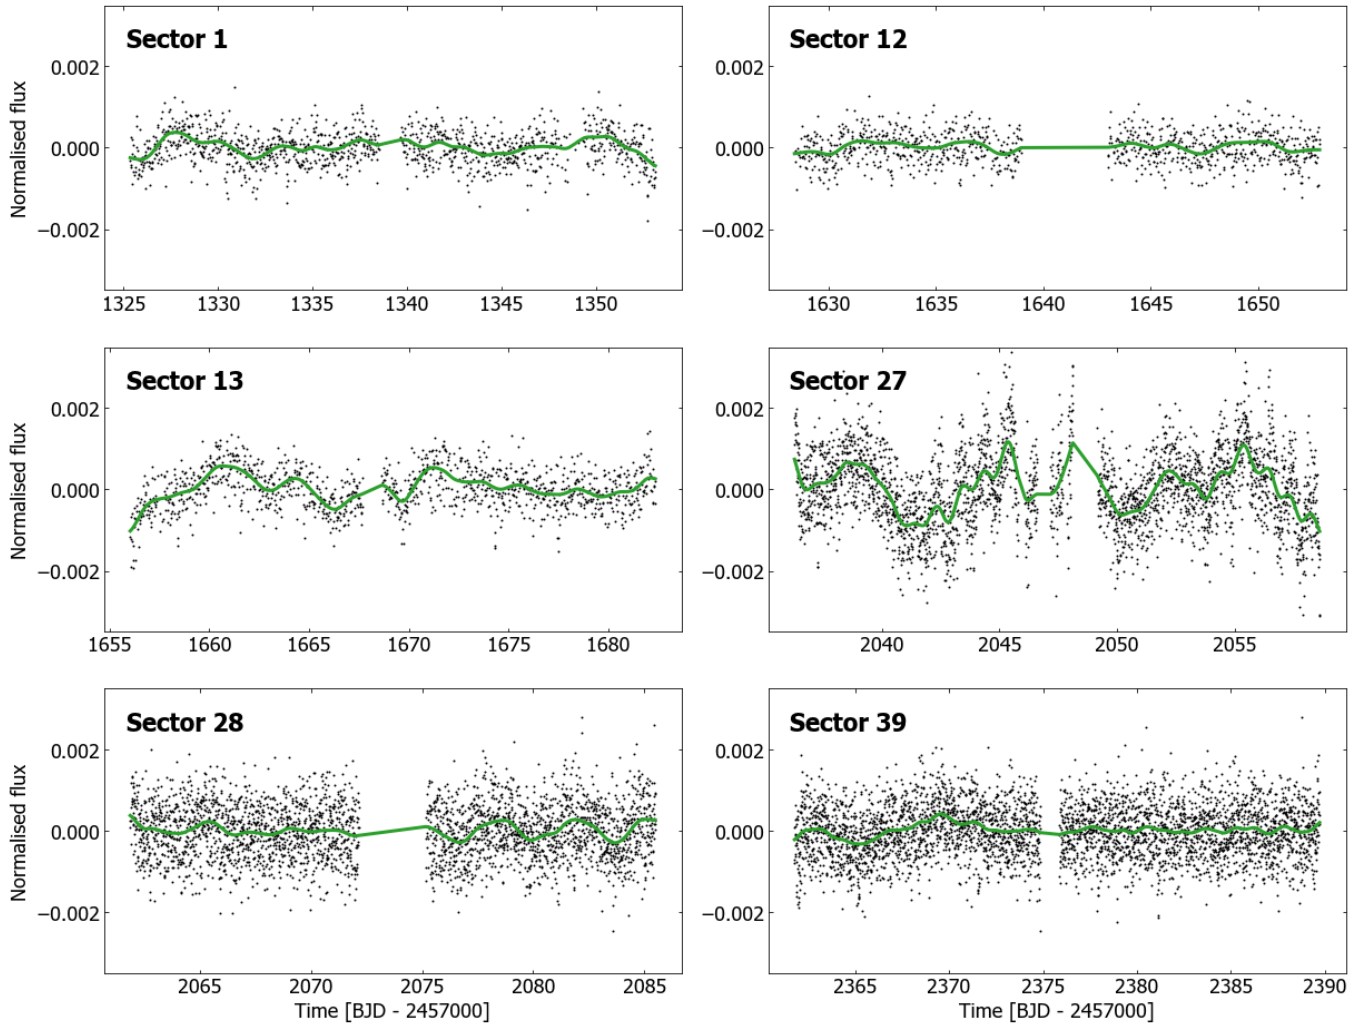 Sector 1
Normalised flux
0.002
0.000
−0.002
1325 1330 1335 1340 1345 1350
Sector 12
0.002
0.000
−0.002
1630 1635 1640 1645 1650
Sector 13
Normalised flux
0.002
0.000
−0.002
1655 1660 1665 1670 1675 1680
Sector 27
0.002
0.000
−0.002
2040 2045 2050 2055
Sector 28
Normalised flux
0.002
0.000
−0.002
2065 2070 2075 2080 2085
Time [BJD - 2457000]
Sector 39
0.002
0.000
−0.002
2365 2370 2375 2380 2385 2390
Time [BJD - 2457000]